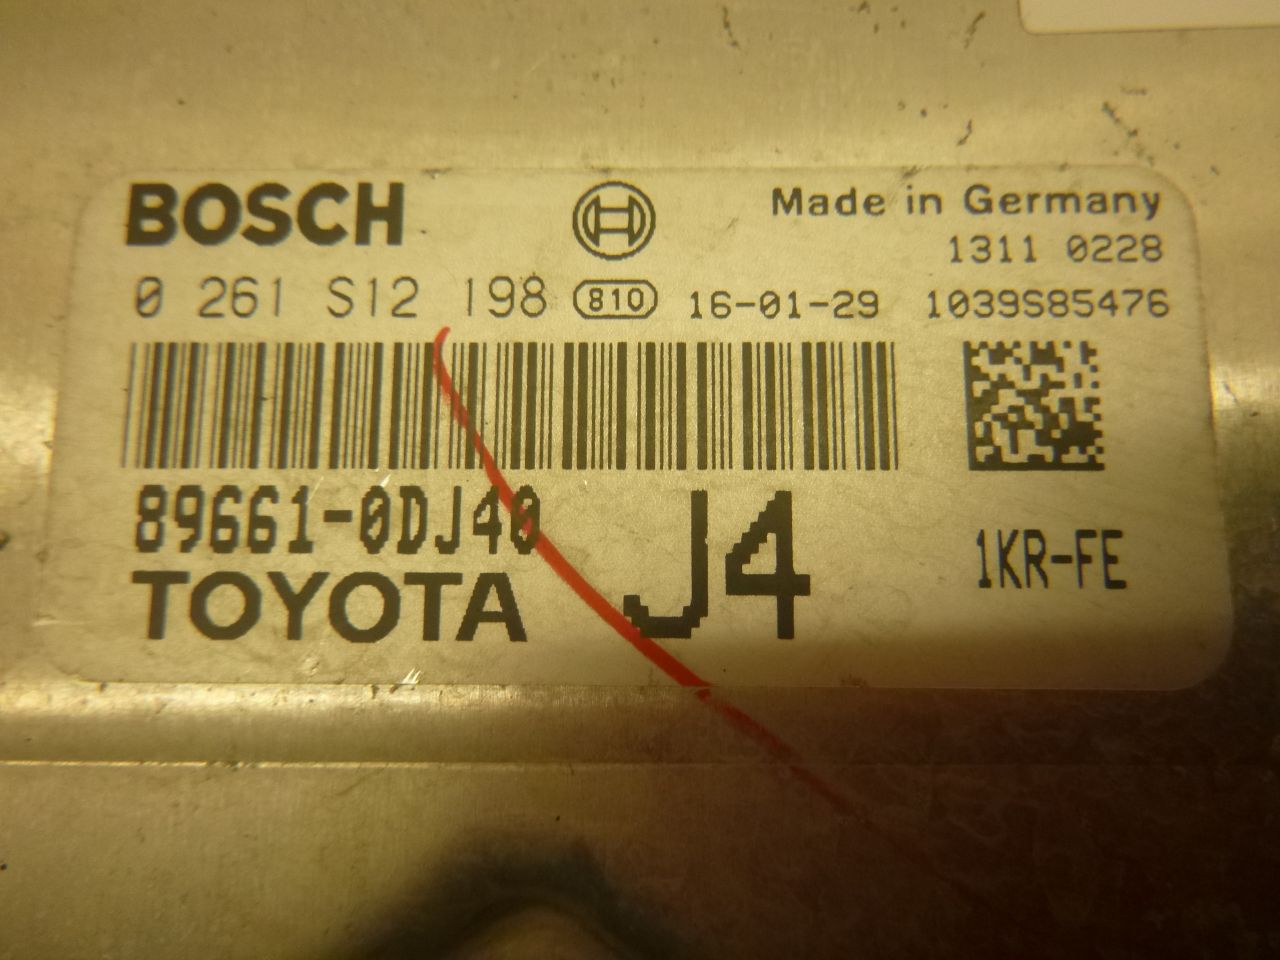 BOSCH
Made in Germany
1311 0228
0 261 S12 198 810 16-01-29 1039S85476
89661-0DJ40
J4
1KR-FE
TOYOTA